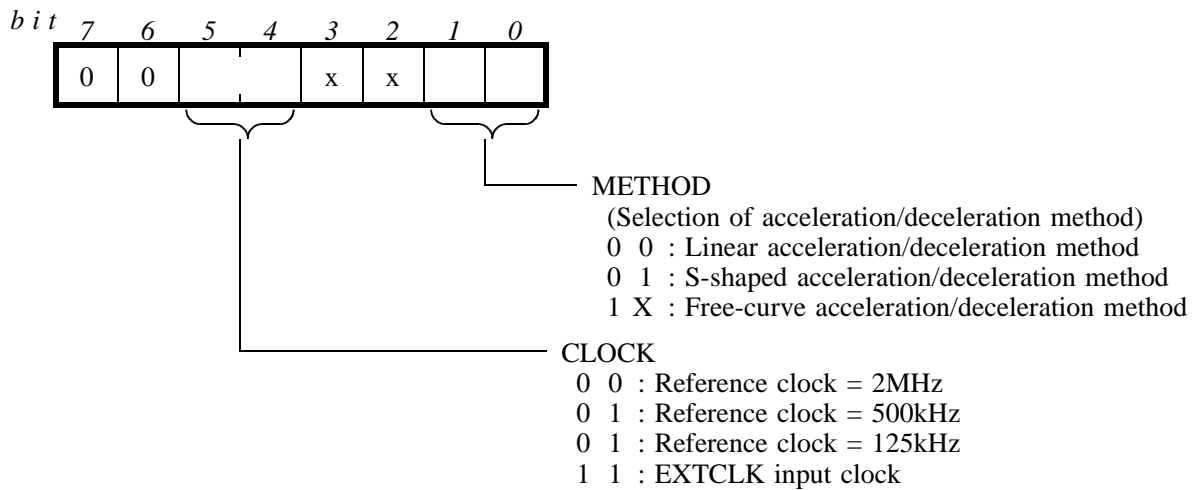 bit 7 6 5 4 3 2 1 0
0 0 x x
METHOD
(Selection of acceleration/deceleration method)
0 0 : Linear acceleration/deceleration method
0 1 : S-shaped acceleration/deceleration method
1 X : Free-curve acceleration/deceleration method
CLOCK
0 0 : Reference clock = 2MHz
0 1 : Reference clock = 500kHz
0 1 : Reference clock = 125kHz
1 1 : EXTCLK input clock